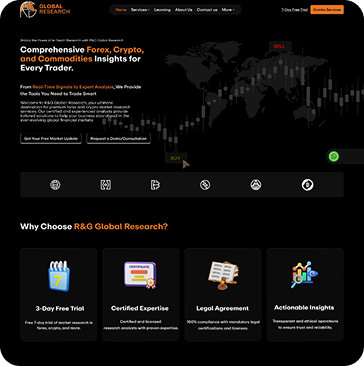 GLOBAL
RESEARCH
Home Services Learning About Us Contact us More
7-Day Free Trial
Combo Services
Unlock the Power of In-Depth Research with R&G Global Research
Comprehensive Forex, Crypto,
and Commodities Insights for
Every Trader.
From Real-Time Signals to Expert Analysis, We Provide
the Tools You Need to Trade Smart
Welcome to R&G Global Research, your ultimate
destination for premium forex and crypto market research
services. Our certified and experienced analysts provide
tailored solutions to help your business stay ahead in the
ever-evolving global financial markets
Get Your Free Market Update
Request a Demo/Consultation
SELL
BUY
Why Choose R&G Global Research?
3-Day Free Trial
Free 7-day trial of market research in
forex, crypto, and more.
Certified Expertise
Certified and licensed
research analysts with proven expertise.
Legal Agreement
100% compliance with mandatory legal
certifications and licenses.
Actionable Insights
Transparent and ethical operations
to ensure trust and reliability.